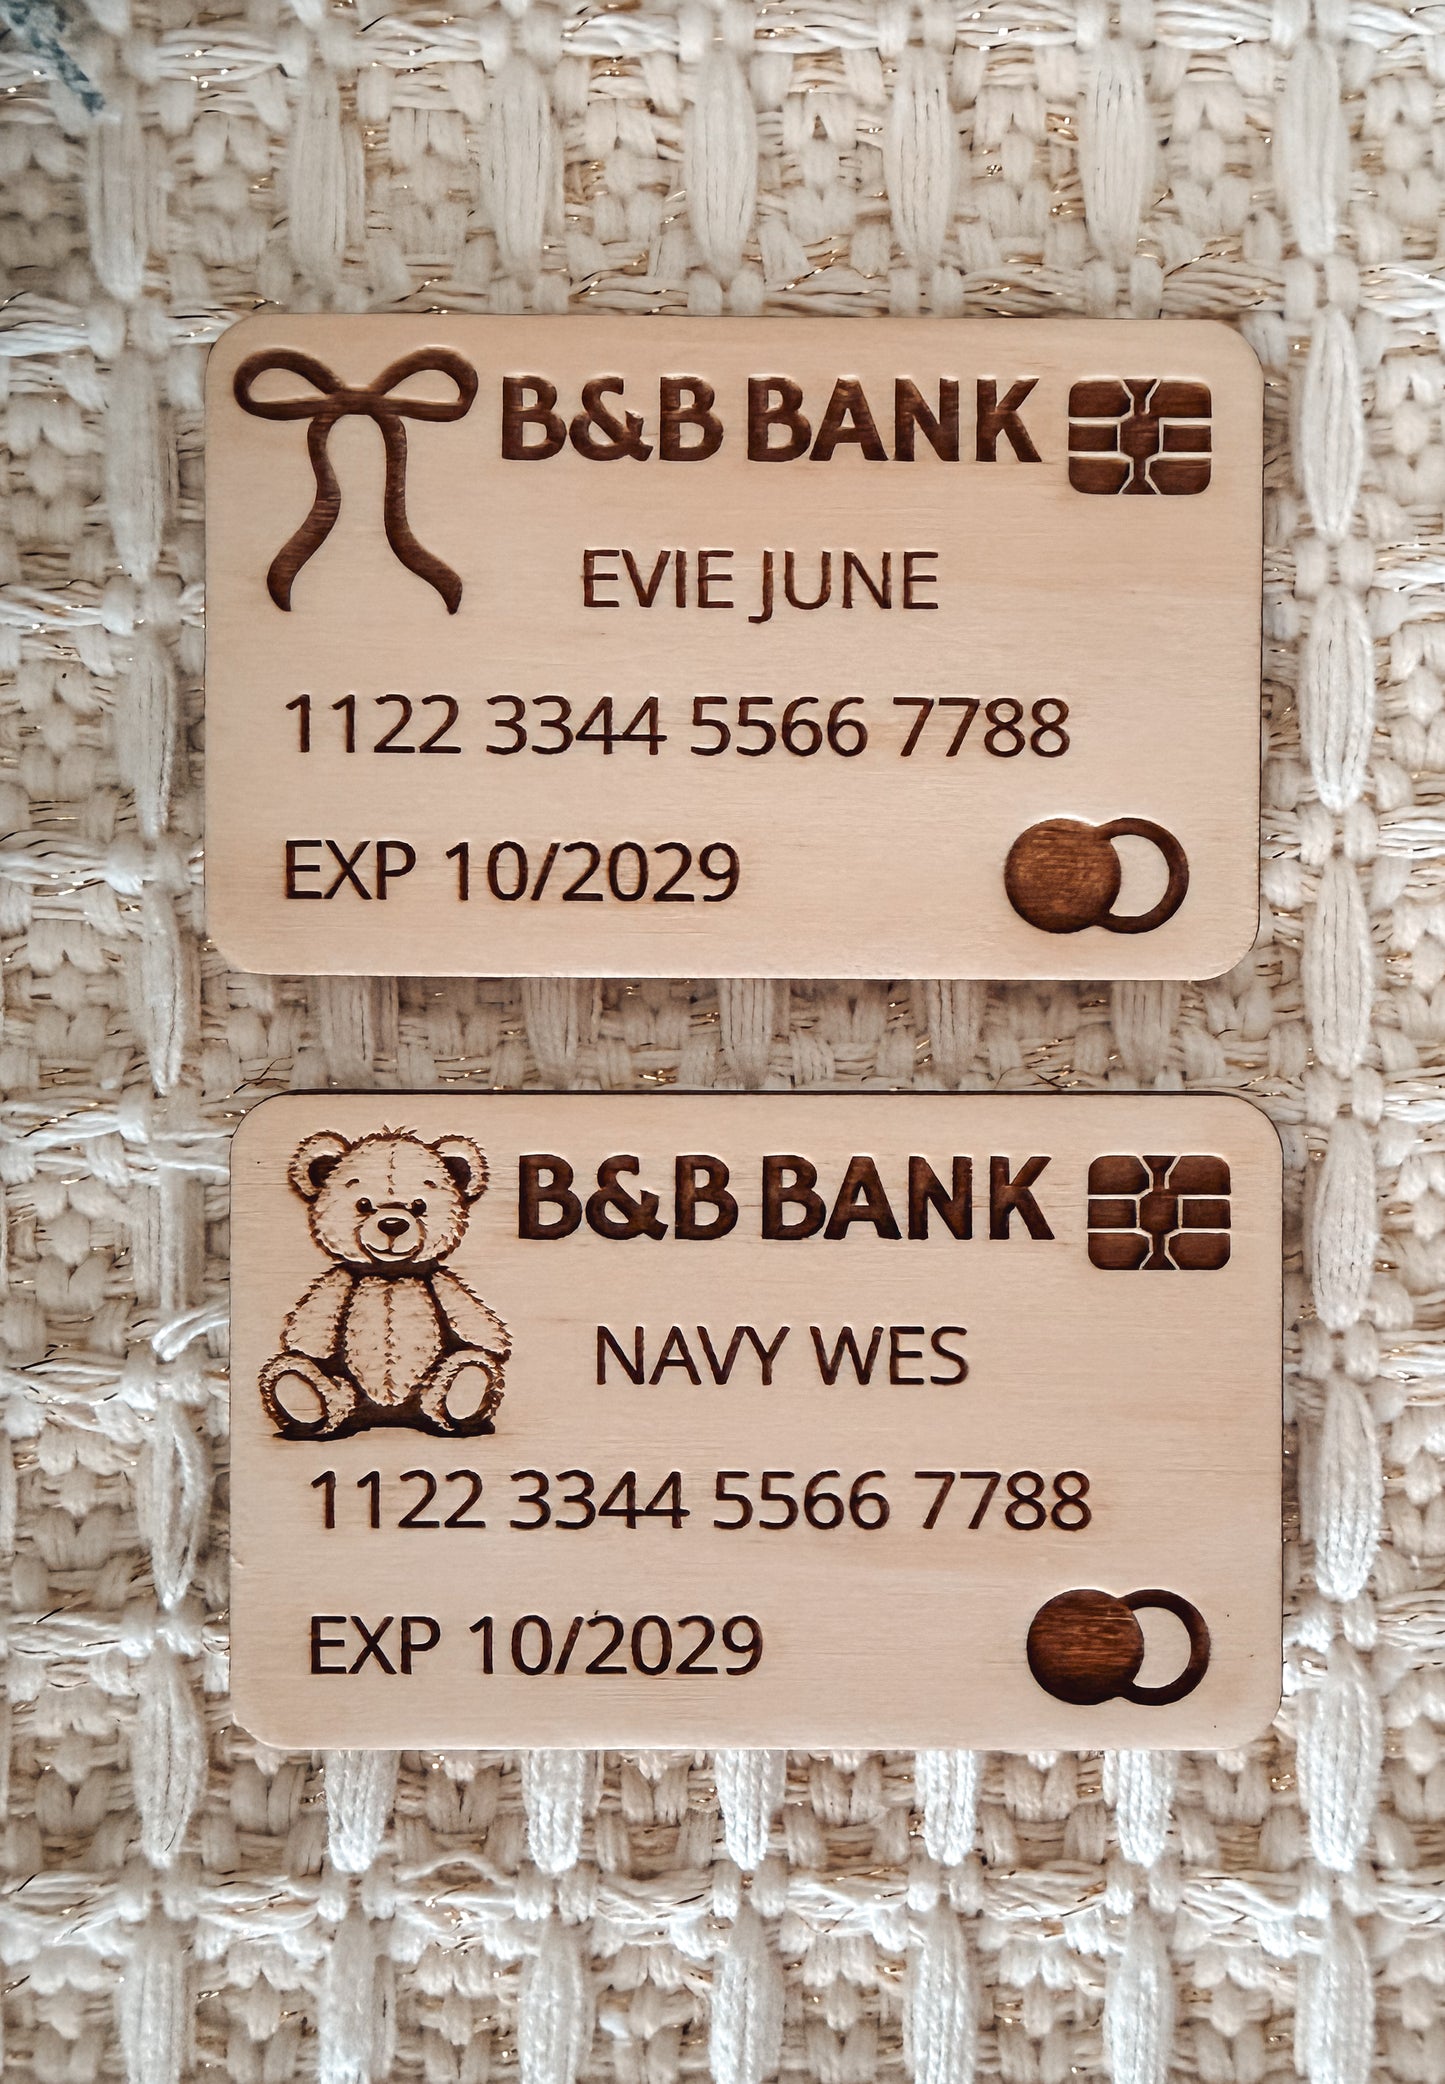 B&B BANK
EVIE JUNE
1122 3344 5566 7788
EXP 10/2029
B&B BANK
NAVY WES
1122 3344 5566 7788
EXP 10/2029